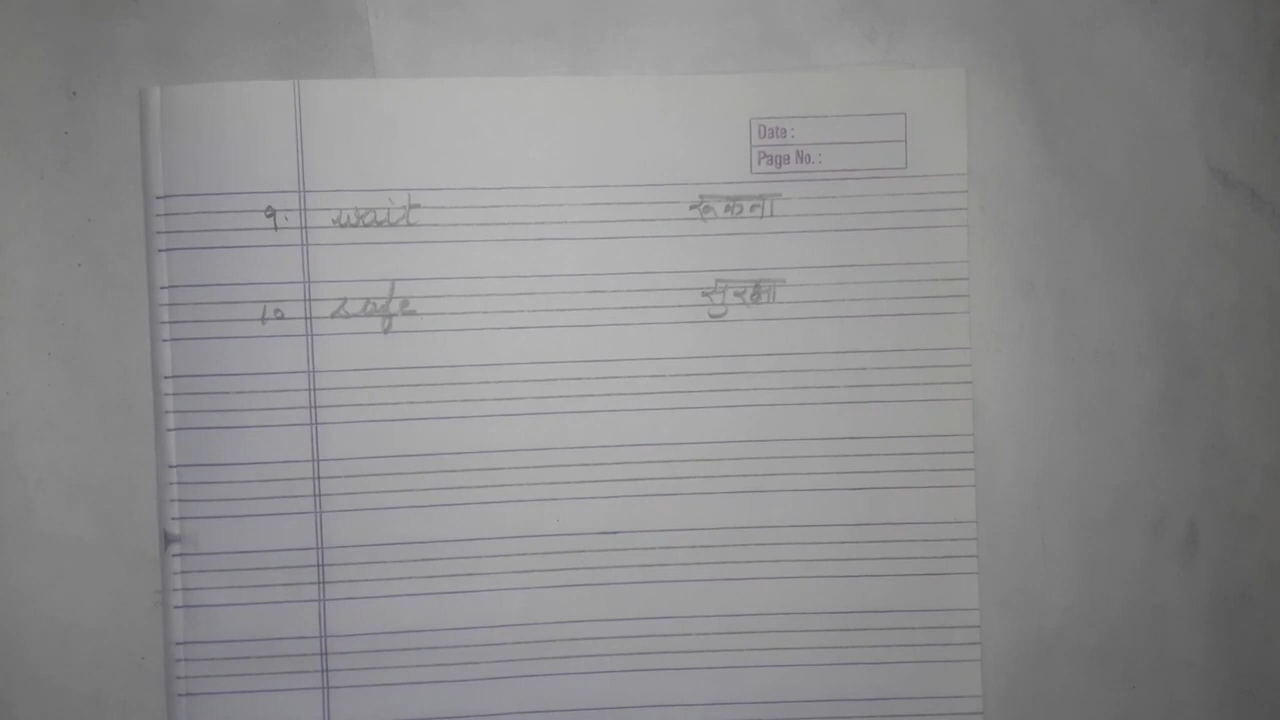 Date :
Page No. :
9. wait रूकना
10 safe सुरक्षा